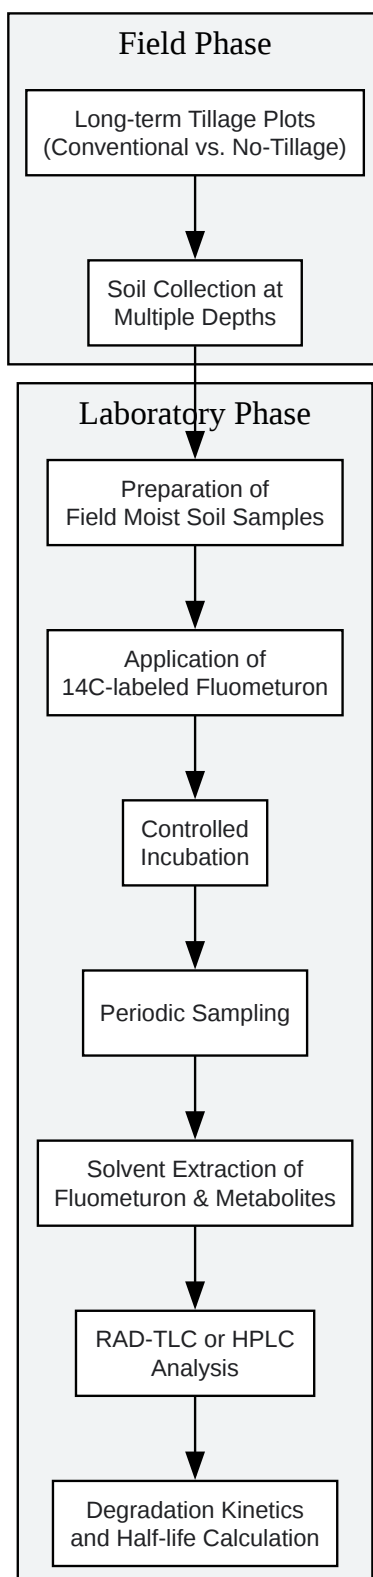 Field Phase
Long-term Tillage Plots
(Conventional vs. No-Tillage)
Soil Collection at
Multiple Depths
Laboratory Phase
Preparation of
Field Moist Soil Samples
Application of
14C-labeled Fluometuron
Controlled
Incubation
Periodic Sampling
Solvent Extraction of
Fluometuron & Metabolites
RAD-TLC or HPLC
Analysis
Degradation Kinetics
and Half-life Calculation